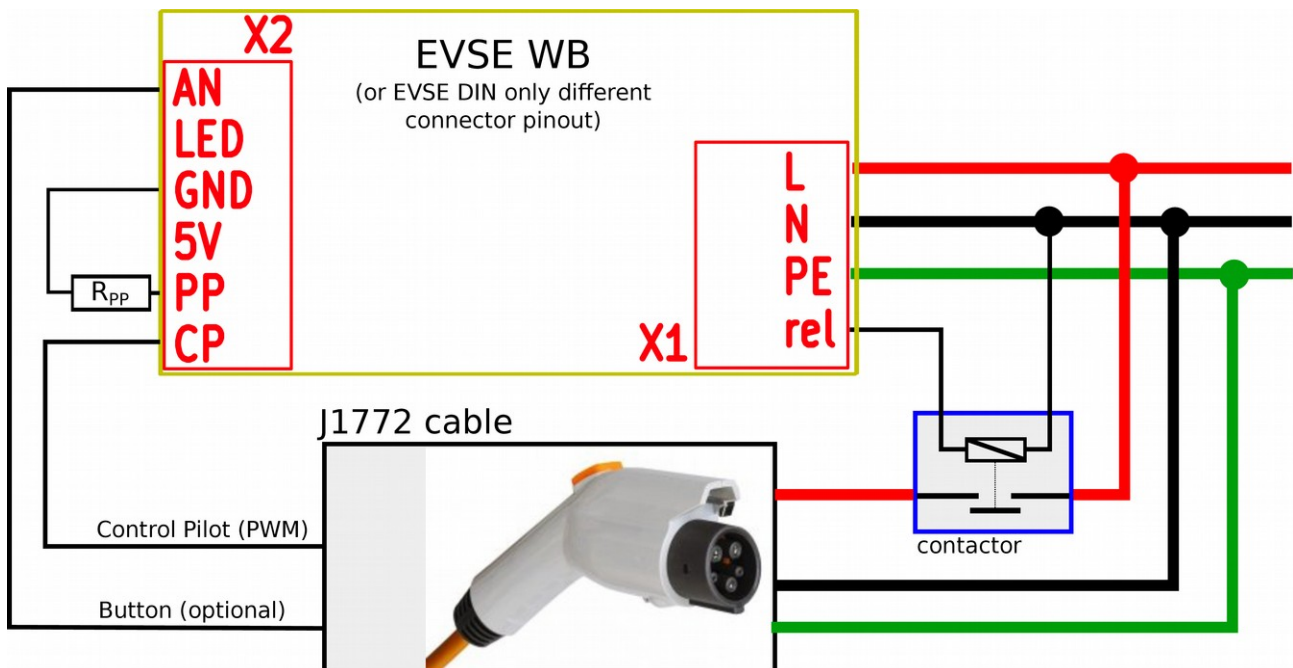 X2
EVSE WB
(or EVSE DIN only different
connector pinout)
AN
LED
GND
5V
PP
CP
RPP
L
N
PE
rel
X1
J1772 cable
contactor
Control Pilot (PWM)
Button (optional)